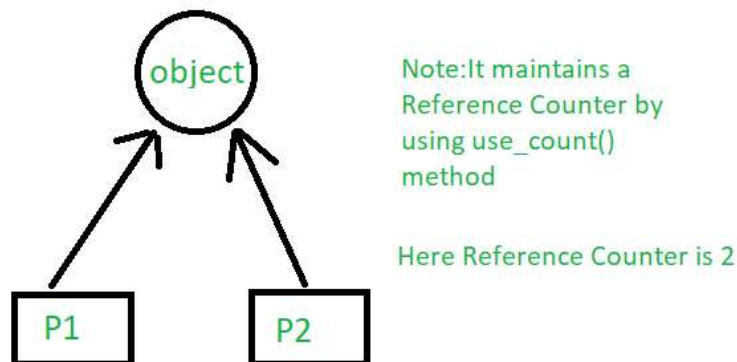 object
Note:It maintains a
Reference Counter by
using use_count()
method
Here Reference Counter is 2
P1
P2